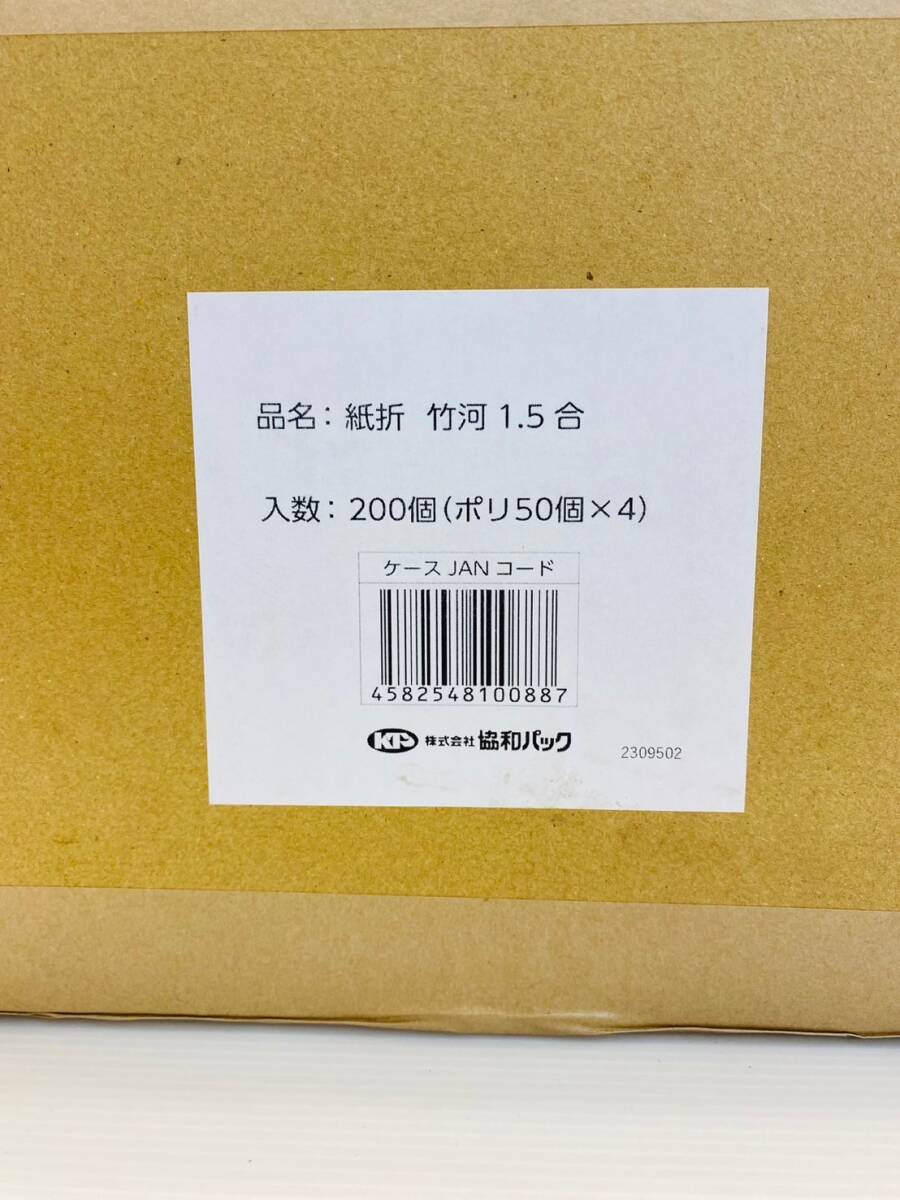 品名：紙折 竹河 1.5 合
入数：200個（ポリ50個×4）
ケース JAN コード
4582548100887
KP 株式会社 協和パック
2309502